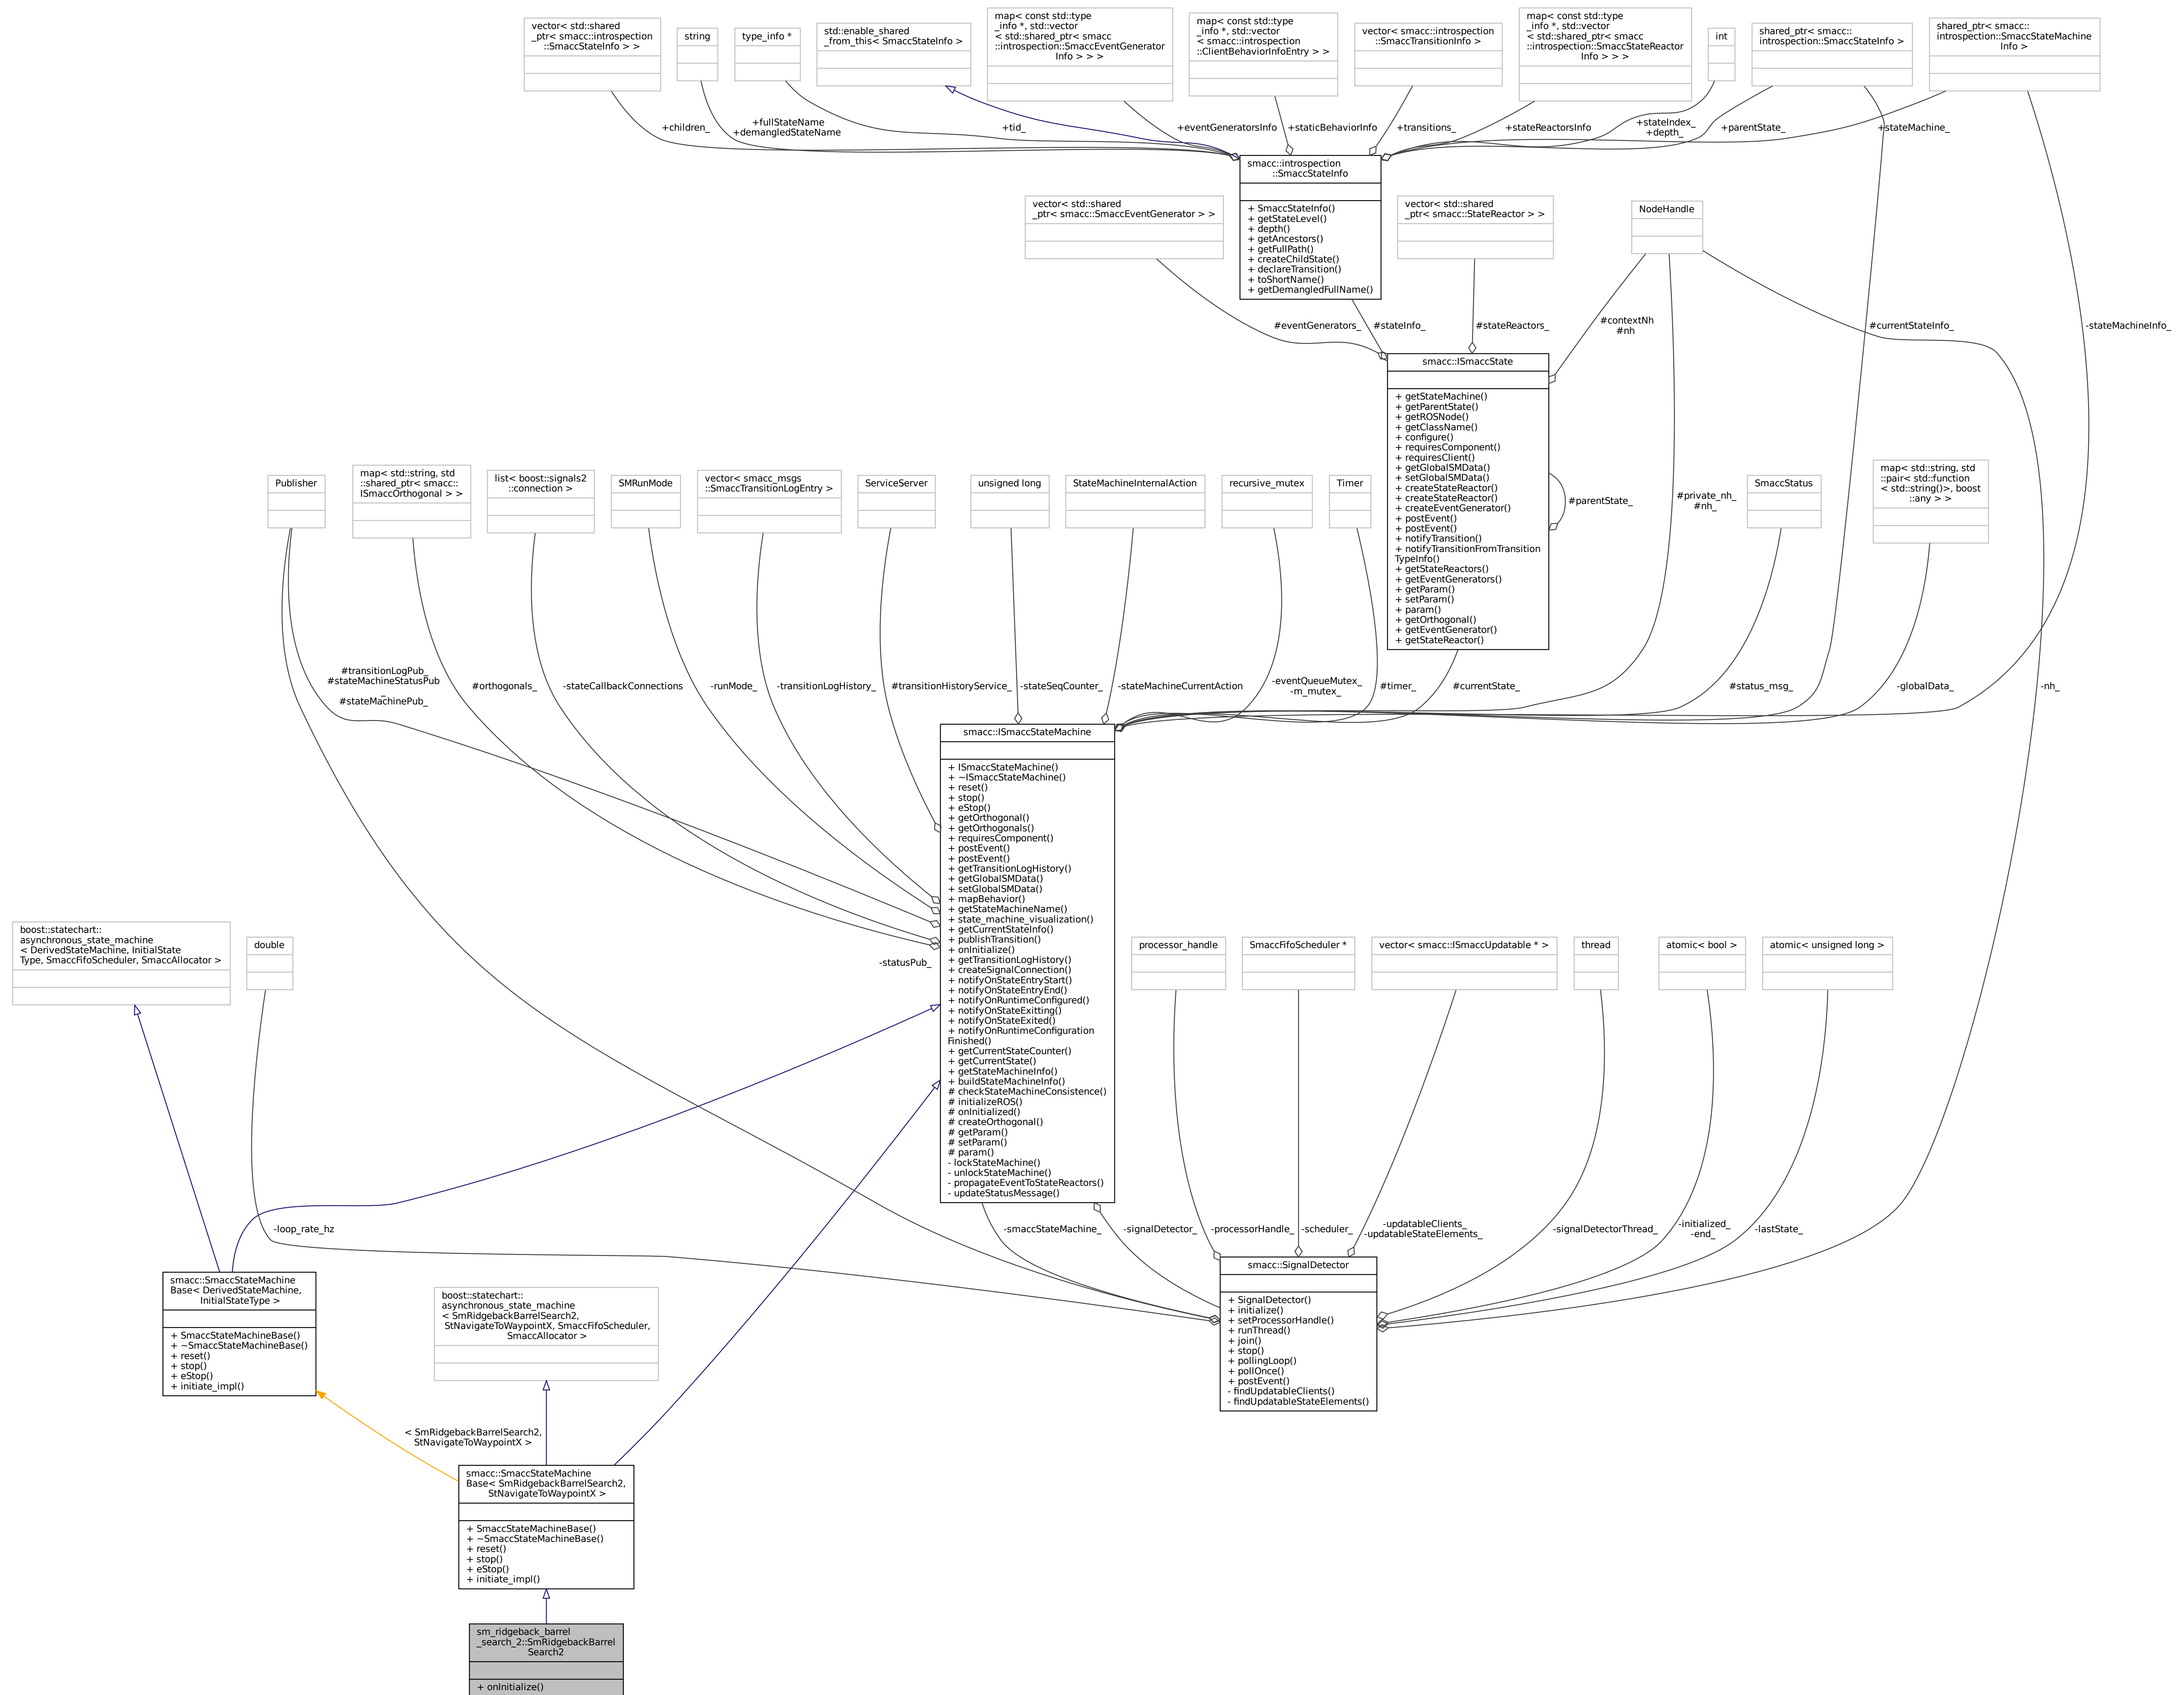 vector< std::shared
_ptr< smacc::introspection
::SmaccStateInfo > >
string
type_info *
std::enable_shared
_from_this< SmaccStateInfo >
map< const std::type
_info *, std::vector
< std::shared_ptr< smacc
::introspection::SmaccEventGenerator
Info > > >
map< const std::type
_info *, std::vector
< smacc::introspection
::ClientBehaviorInfoEntry > >
vector< smacc::introspection
::SmaccTransitionInfo >
map< const std::type
_info *, std::vector
< std::shared_ptr< smacc
::introspection::SmaccStateReactor
Info > > >
int
shared_ptr< smacc::
introspection::SmaccStateInfo >
shared_ptr< smacc::
introspection::SmaccStateMachine
Info >
+children_
+fullStateName
+demangledStateName
+tid_
+eventGeneratorsInfo
+staticBehaviorInfo
+transitions_
+stateReactorsInfo
+stateIndex_
+depth_
+parentState_
+stateMachine_
smacc::introspection
::SmaccStateInfo
+ SmaccStateInfo()
+ getStateLevel()
+ depth()
+ getAncestors()
+ getFullPath()
+ createChildState()
+ declareTransition()
+ toShortName()
+ getDemangledFullName()
vector< std::shared
_ptr< smacc::SmaccEventGenerator > >
vector< std::shared
_ptr< smacc::StateReactor > >
NodeHandle
#eventGenerators_
#stateInfo_
#stateReactors_
#contextNh
#nh
#currentStateInfo_
-stateMachineInfo_
smacc::ISmaccState
+ getStateMachine()
+ getParentState()
+ getROSNode()
+ getClassName()
+ configure()
+ requiresComponent()
+ requiresClient()
+ getGlobalSMData()
+ setGlobalSMData()
+ createStateReactor()
+ createStateReactor()
+ createEventGenerator()
+ postEvent()
+ postEvent()
+ notifyTransition()
+ notifyTransitionFromTransition
TypeInfo()
+ getStateReactors()
+ getEventGenerators()
+ getParam()
+ setParam()
+ param()
+ getOrthogonal()
+ getEventGenerator()
+ getStateReactor()
#parentState_
#private_nh_
#nh_
Publisher
map< std::string, std
::shared_ptr< smacc::
ISmaccOrthogonal > >
list< boost::signals2
::connection >
SMRunMode
vector< smacc_msgs
::SmaccTransitionLogEntry >
ServiceServer
unsigned long
StateMachineInternalAction
recursive_mutex
Timer
SmaccStatus
map< std::string, std
::pair< std::function
< std::string()>, boost
::any > >
#transitionLogPub_
#stateMachineStatusPub
_
#stateMachinePub_
#orthogonals_
-stateCallbackConnections
-runMode_
-transitionLogHistory_
#transitionHistoryService_
-stateSeqCounter_
-stateMachineCurrentAction
-eventQueueMutex_
-m_mutex_
#timer_
#currentState_
#status_msg_
-globalData_
-nh_
smacc::ISmaccStateMachine
+ ISmaccStateMachine()
+ ~ISmaccStateMachine()
+ reset()
+ stop()
+ eStop()
+ getOrthogonal()
+ getOrthogonals()
+ requiresComponent()
+ postEvent()
+ postEvent()
+ getTransitionLogHistory()
+ getGlobalSMData()
+ setGlobalSMData()
+ mapBehavior()
+ getStateMachineName()
+ state_machine_visualization()
+ getCurrentStateInfo()
+ publishTransition()
+ onInitialize()
+ getTransitionLogHistory()
+ createSignalConnection()
+ notifyOnStateEntryStart()
+ notifyOnStateEntryEnd()
+ notifyOnRuntimeConfigured()
+ notifyOnStateExitting()
+ notifyOnStateExited()
+ notifyOnRuntimeConfiguration
Finished()
+ getCurrentStateCounter()
+ getCurrentState()
+ getStateMachineInfo()
+ buildStateMachineInfo()
# checkStateMachineConsistence()
# initializeROS()
# onInitialized()
# createOrthogonal()
# getParam()
# setParam()
# param()
- lockStateMachine()
- unlockStateMachine()
- propagateEventToStateReactors()
- updateStatusMessage()
boost::statechart::
asynchronous_state_machine
< DerivedStateMachine, InitialState
Type, SmaccFifoScheduler, SmaccAllocator >
double
-statusPub_
processor_handle
SmaccFifoScheduler *
vector< smacc::ISmaccUpdatable * >
thread
atomic< bool >
atomic< unsigned long >
-loop_rate_hz
-smaccStateMachine_
-signalDetector_
-processorHandle_
-scheduler_
-updatableClients_
-updatableStateElements_
-signalDetectorThread_
-initialized_
-end_
-lastState_
smacc::SignalDetector
+ SignalDetector()
+ initialize()
+ setProcessorHandle()
+ runThread()
+ join()
+ stop()
+ pollingLoop()
+ pollOnce()
+ postEvent()
- findUpdatableClients()
- findUpdatableStateElements()
smacc::SmaccStateMachine
Base< DerivedStateMachine,
InitialStateType >
+ SmaccStateMachineBase()
+ ~SmaccStateMachineBase()
+ reset()
+ stop()
+ eStop()
+ initiate_impl()
boost::statechart::
asynchronous_state_machine
< SmRidgebackBarrelSearch2,
StNavigateToWaypointX, SmaccFifoScheduler,
SmaccAllocator >
< SmRidgebackBarrelSearch2,
StNavigateToWaypointX >
smacc::SmaccStateMachine
Base< SmRidgebackBarrelSearch2,
StNavigateToWaypointX >
+ SmaccStateMachineBase()
+ ~SmaccStateMachineBase()
+ reset()
+ stop()
+ eStop()
+ initiate_impl()
sm_ridgeback_barrel
_search_2::SmRidgebackBarrel
Search2
+ onInitialize()